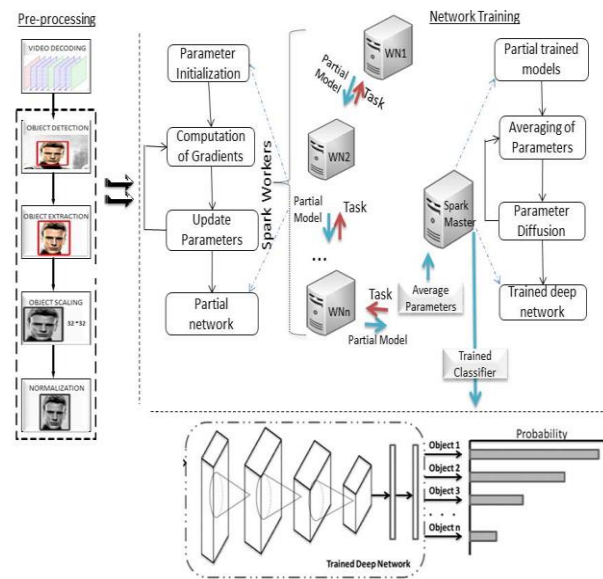 Pre-processing
VIDEO DECODING
OBJECT DETECTION
OBJECT EXTRACTION
OBJECT SCALING
32*32
NORMALIZATION
Network Training
Parameter
Initialization
Computation
of Gradients
Update
Parameters
Partial
network
Spark Workers
WN1
Partial
Model
Task
WN2
Partial
Model
Task
...
WNn
Task
Partial Model
Average
Parameters
Spark
Master
Trained
Classifier
Partial trained
models
Averaging of
Parameters
Parameter
Diffusion
Trained deep
network
Probability
Object 1
Object 2
Object 3
. . . .
Object n
Trained Deep Network